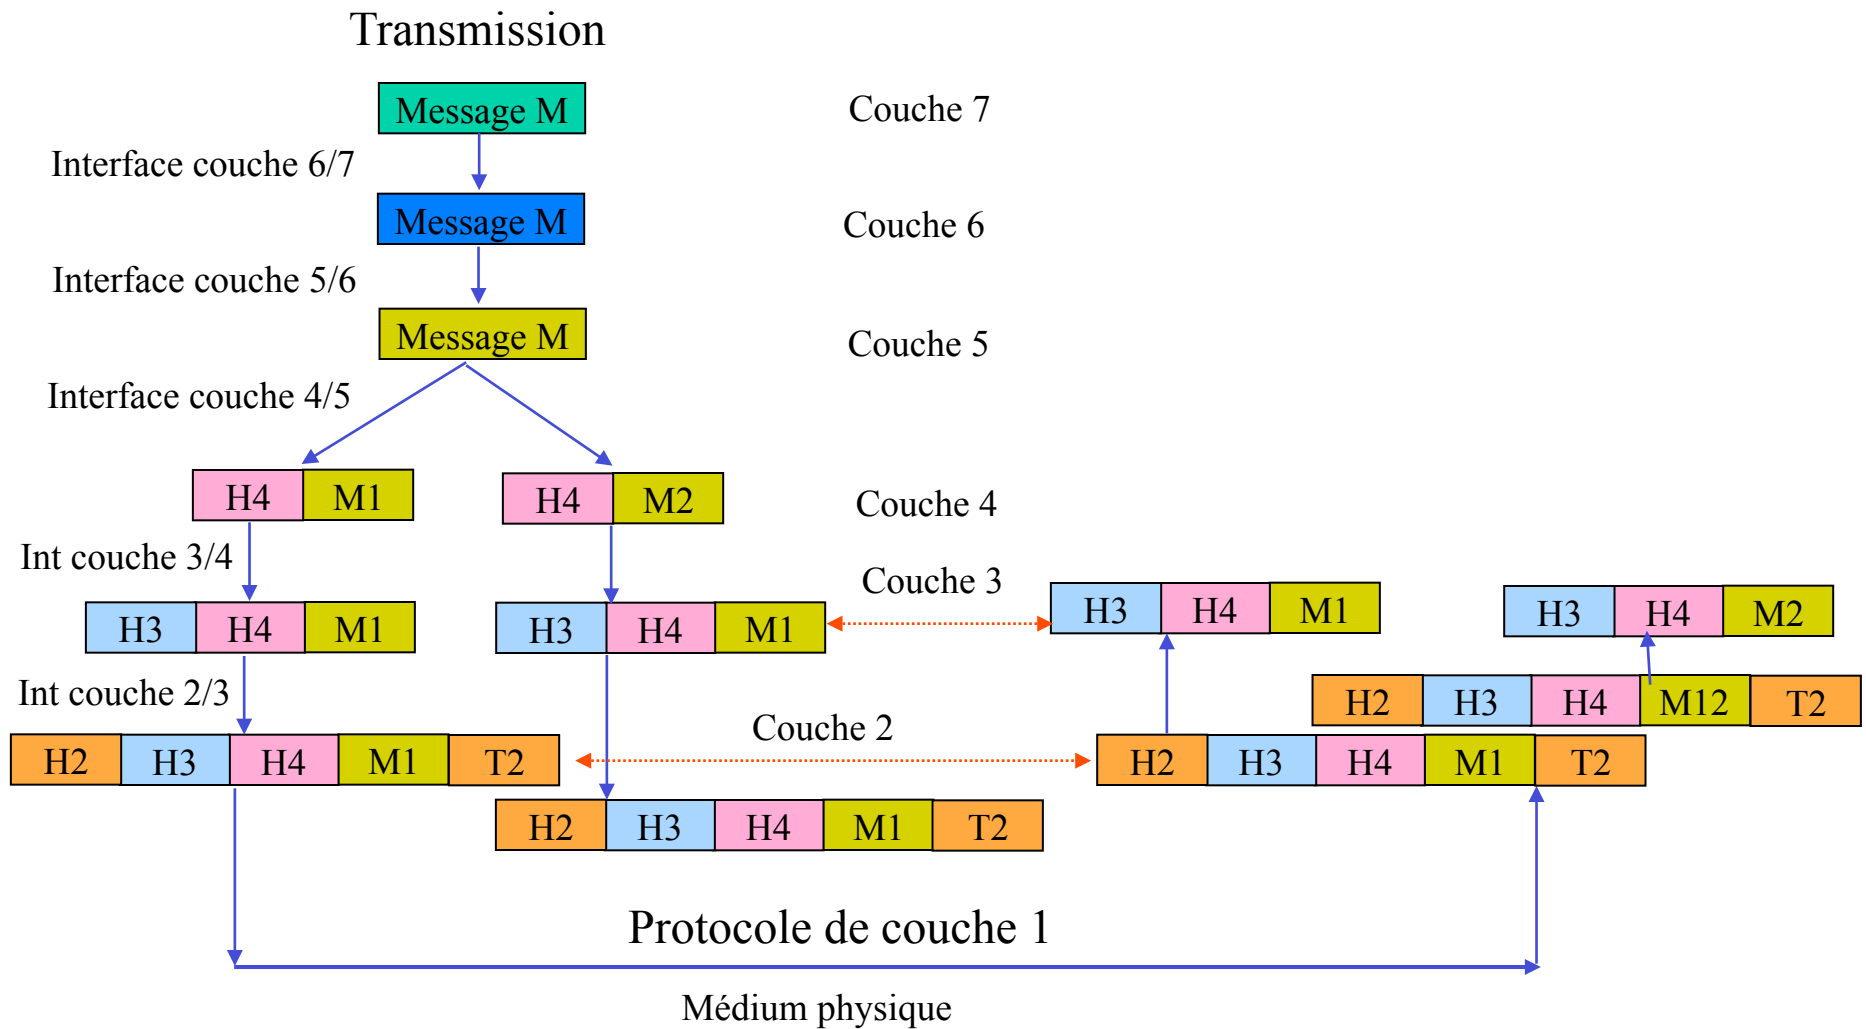 Transmission
Message M
Couche 7
Interface couche 6/7
Message M
Couche 6
Interface couche 5/6
Message M
Couche 5
Interface couche 4/5
H4 M1
H4 M2
Couche 4
Int couche 3/4
Couche 3
H3 H4 M1
H3 H4 M1
H3 H4 M1
H3 H4 M2
Int couche 2/3
H2 H3 H4 M12 T2
Couche 2
H2 H3 H4 M1 T2
H2 H3 H4 M1 T2
H2 H3 H4 M1 T2
Protocole de couche 1
Médium physique